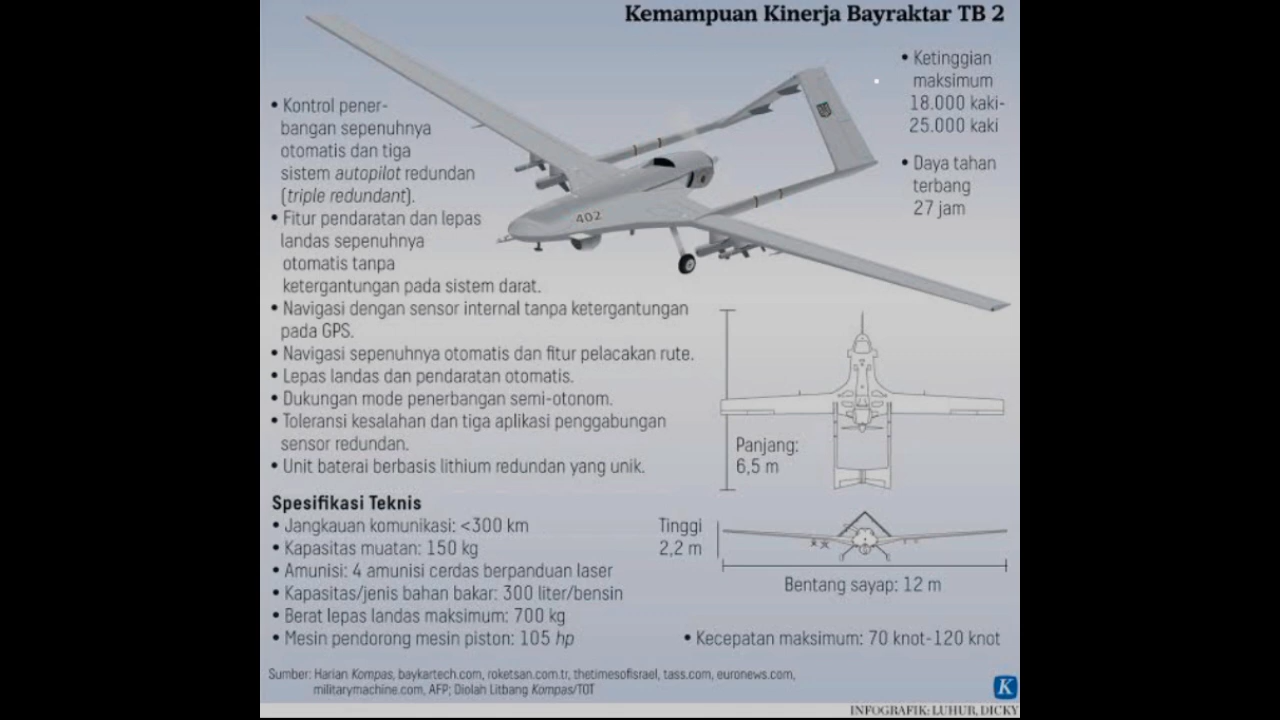 Kemampuan Kinerja Bayraktar TB 2
• Ketinggian
maksimum
18.000 kaki-
25.000 kaki
• Daya tahan
terbang
27 jam
• Kontrol pener-
bangan sepenuhnya
otomatis dan tiga
sistem autopilot redundan
(triple redundant).
• Fitur pendaratan dan lepas
landas sepenuhnya
otomatis tanpa
ketergantungan pada sistem darat.
• Navigasi dengan sensor internal tanpa ketergantungan
pada GPS.
• Navigasi sepenuhnya otomatis dan fitur pelacakan rute.
• Lepas landas dan pendaratan otomatis.
• Dukungan mode penerbangan semi-otonom.
• Toleransi kesalahan dan tiga aplikasi penggabungan
sensor redundan.
• Unit baterai berbasis lithium redundan yang unik.
402
Panjang:
6,5 m
Spesifikasi Teknis
• Jangkauan komunikasi: <300 km
• Kapasitas muatan: 150 kg
• Amunisi: 4 amunisi cerdas berpanduan laser
• Kapasitas/jenis bahan bakar: 300 liter/bensin
• Berat lepas landas maksimum: 700 kg
• Mesin pendorong mesin piston: 105 hp
Tinggi
2,2 m
Bentang sayap: 12 m
• Kecepatan maksimum: 70 knot-120 knot
Sumber: Harian Kompas, baykartech.com, roketsan.com.tr, thetimesofisrael, tass.com, euronews.com,
militarymachine.com, AFP; Diolah Litbang Kompas/TOT
K
INFOGRAFIK: LUHUR, DICKY